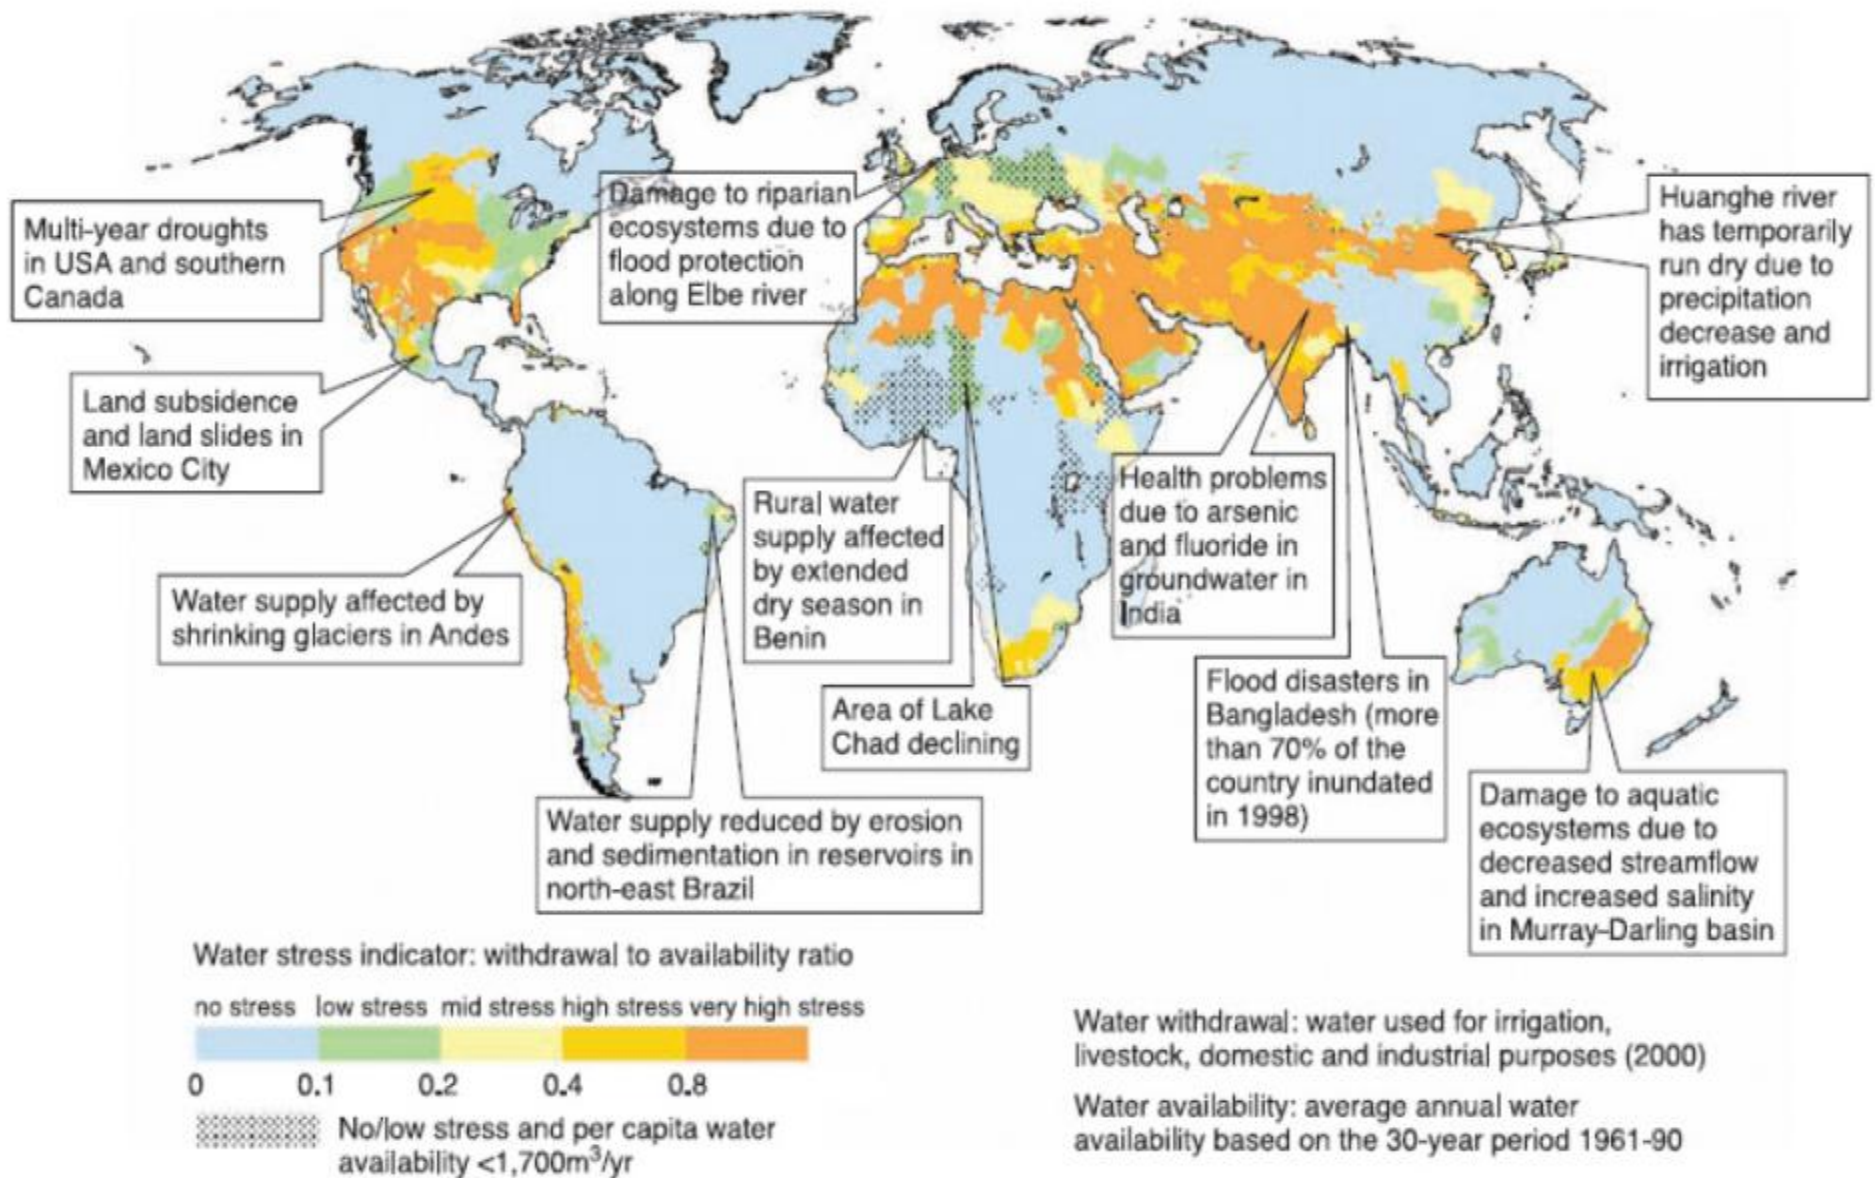 Multi-year droughts
in USA and southern
Canada
Land subsidence
and land slides in
Mexico City
Water supply affected by
shrinking glaciers in Andes
Damage to riparian
ecosystems due to
flood protection
along Elbe river
Rural water
supply affected
by extended
dry season in
Benin
Area of Lake
Chad declining
Water supply reduced by erosion
and sedimentation in reservoirs in
north-east Brazil
Health problems
due to arsenic
and fluoride in
groundwater in
India
Flood disasters in
Bangladesh (more
than 70% of the
country inundated
in 1998)
Huanghe river
has temporarily
run dry due to
precipitation
decrease and
irrigation
Damage to aquatic
ecosystems due to
decreased streamflow
and increased salinity
in Murray–Darling basin
Water stress indicator: withdrawal to availability ratio
no stress low stress mid stress high stress very high stress
0 0.1 0.2 0.4 0.8
No/low stress and per capita water
availability <1,700m³/yr
Water withdrawal: water used for irrigation,
livestock, domestic and industrial purposes (2000)
Water availability: average annual water
availability based on the 30-year period 1961-90